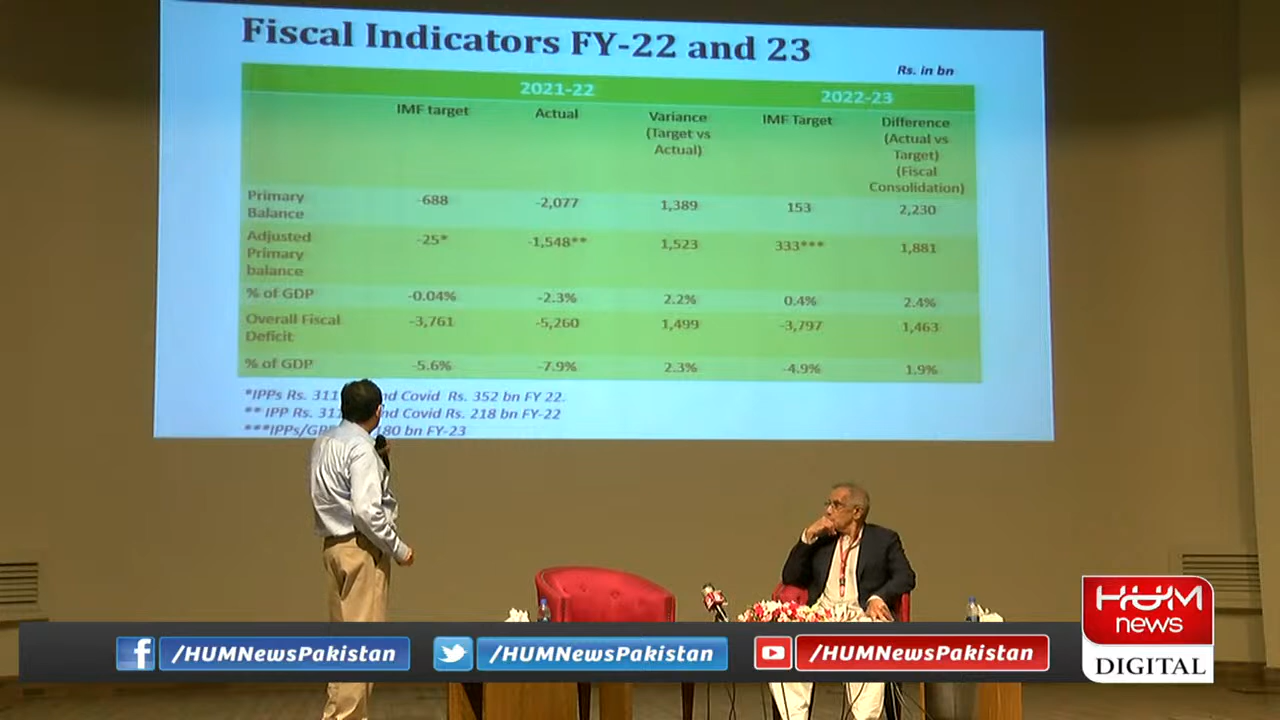 Fiscal Indicators FY-22 and 23
Rs. in bn
2021-22 2022-23
IMF target Actual Variance (Target vs Actual) IMF Target Difference (Actual vs Target) (Fiscal Consolidation)
Primary Balance -688 -2,077 1,389 153 2,230
Adjusted Primary balance -25* -1,548** 1,523 333*** 1,881
% of GDP -0.04% -2.3% 2.2% 0.4% 2.4%
Overall Fiscal Deficit -3,761 -5,260 1,499 -3,797 1,463
% of GDP -5.6% -7.9% 2.3% -4.9% 1.9%
*IPPs Rs. 311 Covid Rs. 352 bn FY 22.
** IPP Rs. 311 Covid Rs. 218 bn FY-22
***IPPs/ 180 bn FY-23
f /HUMNewsPakistan /HUMNewsPakistan /HUMNewsPakistan
HUM
news
DIGITAL